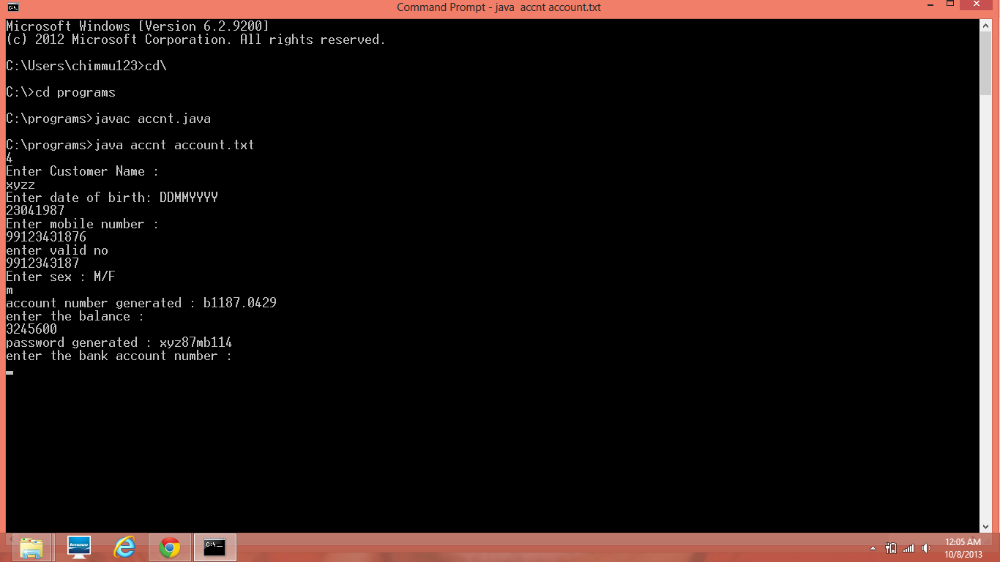 Command Prompt - java  accnt account.txt
Microsoft Windows [Version 6.2.9200]
(c) 2012 Microsoft Corporation. All rights reserved.
C:\Users\chimmu123>cd\
C:\>cd programs
C:\programs>javac accnt.java
C:\programs>java accnt account.txt
4
Enter Customer Name :
xyzz
Enter date of birth: DDMMYYYY
23041987
Enter mobile number :
99123431876
enter valid no
9912343187
Enter sex : M/F
m
account number generated : b1187.0429
enter the balance :
3245600
password generated : xyz87mb114
enter the bank account number :
lenovo
12:05 AM
10/8/2013